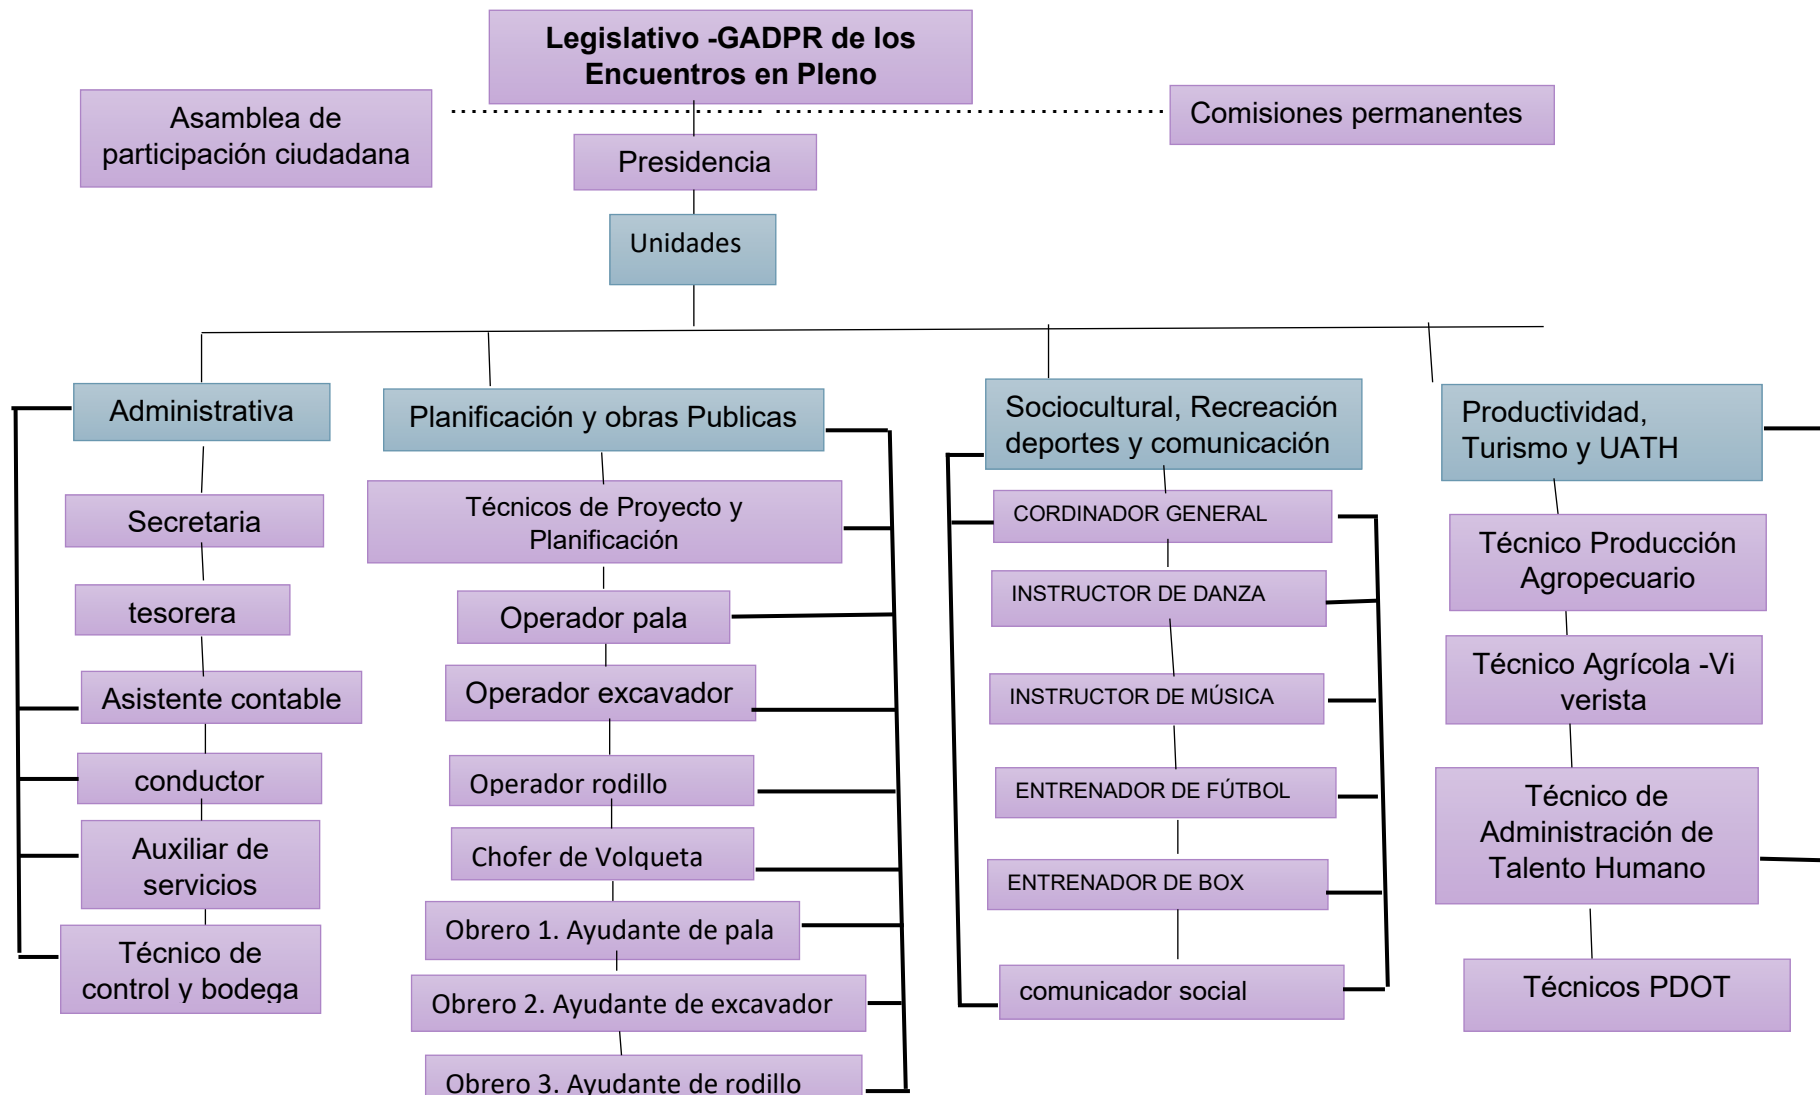 Legislativo -GADPR de los
Encuentros en Pleno
Asamblea de
participación ciudadana
Comisiones permanentes
Presidencia
Unidades
Administrativa
Secretaria
tesorera
Asistente contable
conductor
Auxiliar de
servicios
Técnico de
control y bodega
Planificación y obras Publicas
Técnicos de Proyecto y
Planificación
Operador pala
Operador excavador
Operador rodillo
Chofer de Volqueta
Obrero 1. Ayudante de pala
Obrero 2. Ayudante de excavador
Obrero 3. Ayudante de rodillo
Sociocultural, Recreación
deportes y comunicación
CORDINADOR GENERAL
INSTRUCTOR DE DANZA
INSTRUCTOR DE MÚSICA
ENTRENADOR DE FÚTBOL
ENTRENADOR DE BOX
comunicador social
Productividad,
Turismo y UATH
Técnico Producción
Agropecuario
Técnico Agrícola -Vi
verista
Técnico de
Administración de
Talento Humano
Técnicos PDOT